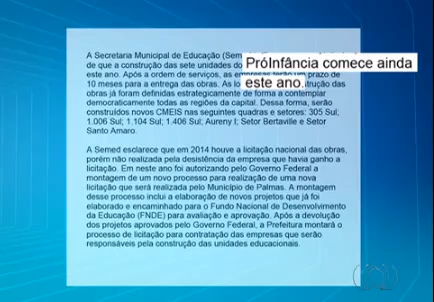 A Secretaria Municipal de Educação (Sem
de que a construção das sete unidades do
PróInfância comece ainda
este ano.
este ano. Após a ordem de serviços, as empresas terão um prazo de
10 meses para a entrega das obras. As lo strução das
obras já foram definidas estrategicamente de forma a contemplar
democraticamente todas as regiões da capital. Dessa forma, serão
construídos novos CMEIS nas seguintes quadras e setores: 305 Sul;
1.006 Sul; 1.104 Sul; 1.406 Sul; Aureny I; Setor Bertaville e Setor
Santo Amaro.
A Semed esclarece que em 2014 houve a licitação nacional das obras,
porém não realizada pela desistência da empresa que havia ganho a
licitação. Em neste ano foi autorizando pelo Governo Federal a
montagem de um novo processo para realização de uma nova
licitação que será realizada pelo Município de Palmas. A montagem
desse processo inclui a elaboração de novos projetos que já foi
elaborado e encaminhado para o Fundo Nacional de Desenvolvimento
da Educação (FNDE) para avaliação e aprovação. Após a devolução
dos projetos aprovados pelo Governo Federal, a Prefeitura montará o
processo de licitação para contratação das empresas que serão
responsáveis pela construção das unidades educacionais.